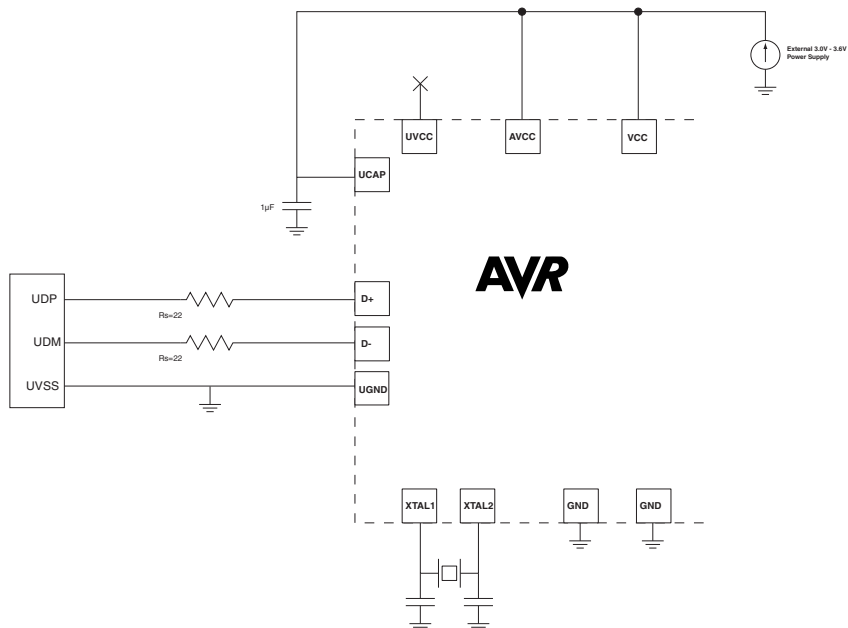 External 3.0V - 3.6V
Power Supply
UVCC
AVCC
VCC
UCAP
1µF
AVR
UDP
Rs=22
D+
UDM
Rs=22
D-
UVSS
UGND
XTAL1
XTAL2
GND
GND